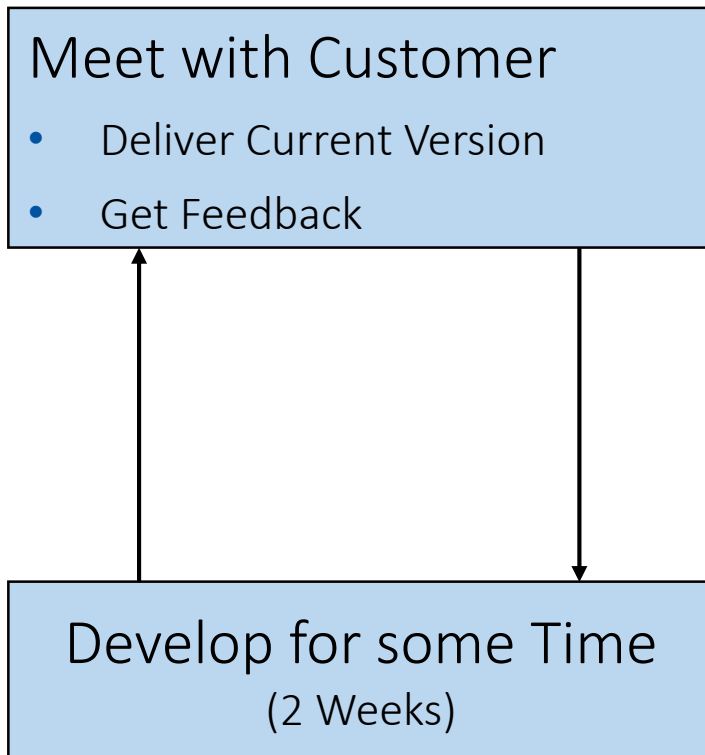 Meet with Customer
• Deliver Current Version
• Get Feedback
Develop for some Time
(2 Weeks)